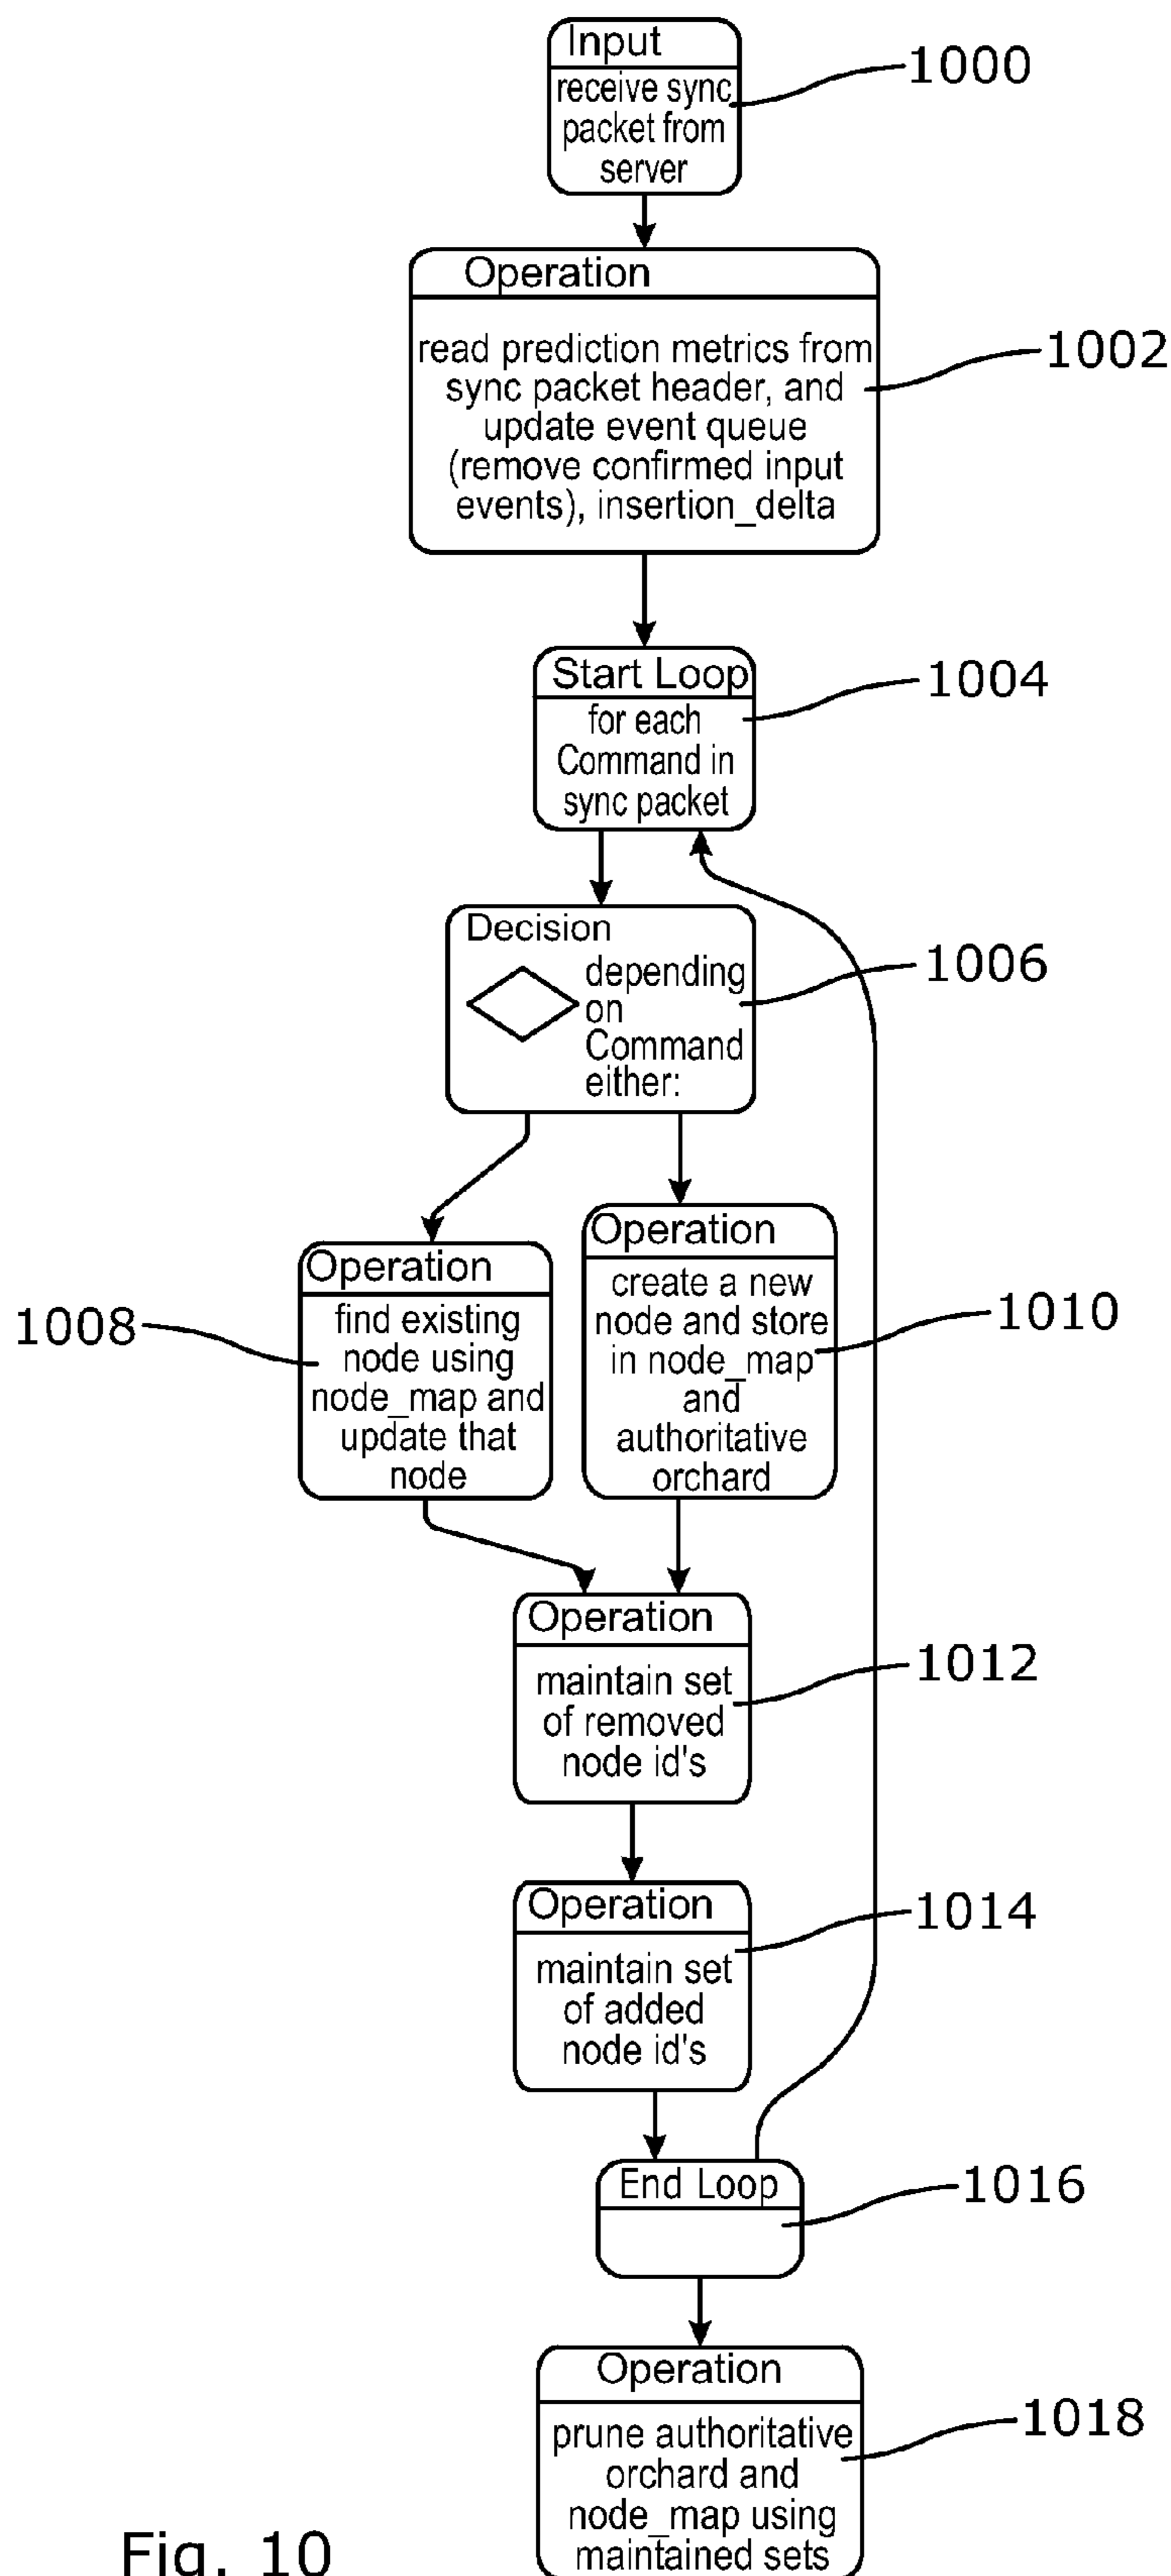 Input
receive sync
packet from
server
1000
Operation
read prediction metrics from
sync packet header, and
update event queue
(remove confirmed input
events), insertion_delta
1002
Start Loop
for each
Command in
sync packet
1004
Decision
depending
on
Command
either:
1006
Operation
find existing
node using
node_map and
update that
node
1008
Operation
create a new
node and store
in node_map
and
authoritative
orchard
1010
Operation
maintain set
of removed
node id's
1012
Operation
maintain set
of added
node id's
1014
End Loop
1016
Operation
prune authoritative
orchard and
node_map using
maintained sets
1018
Fig. 10